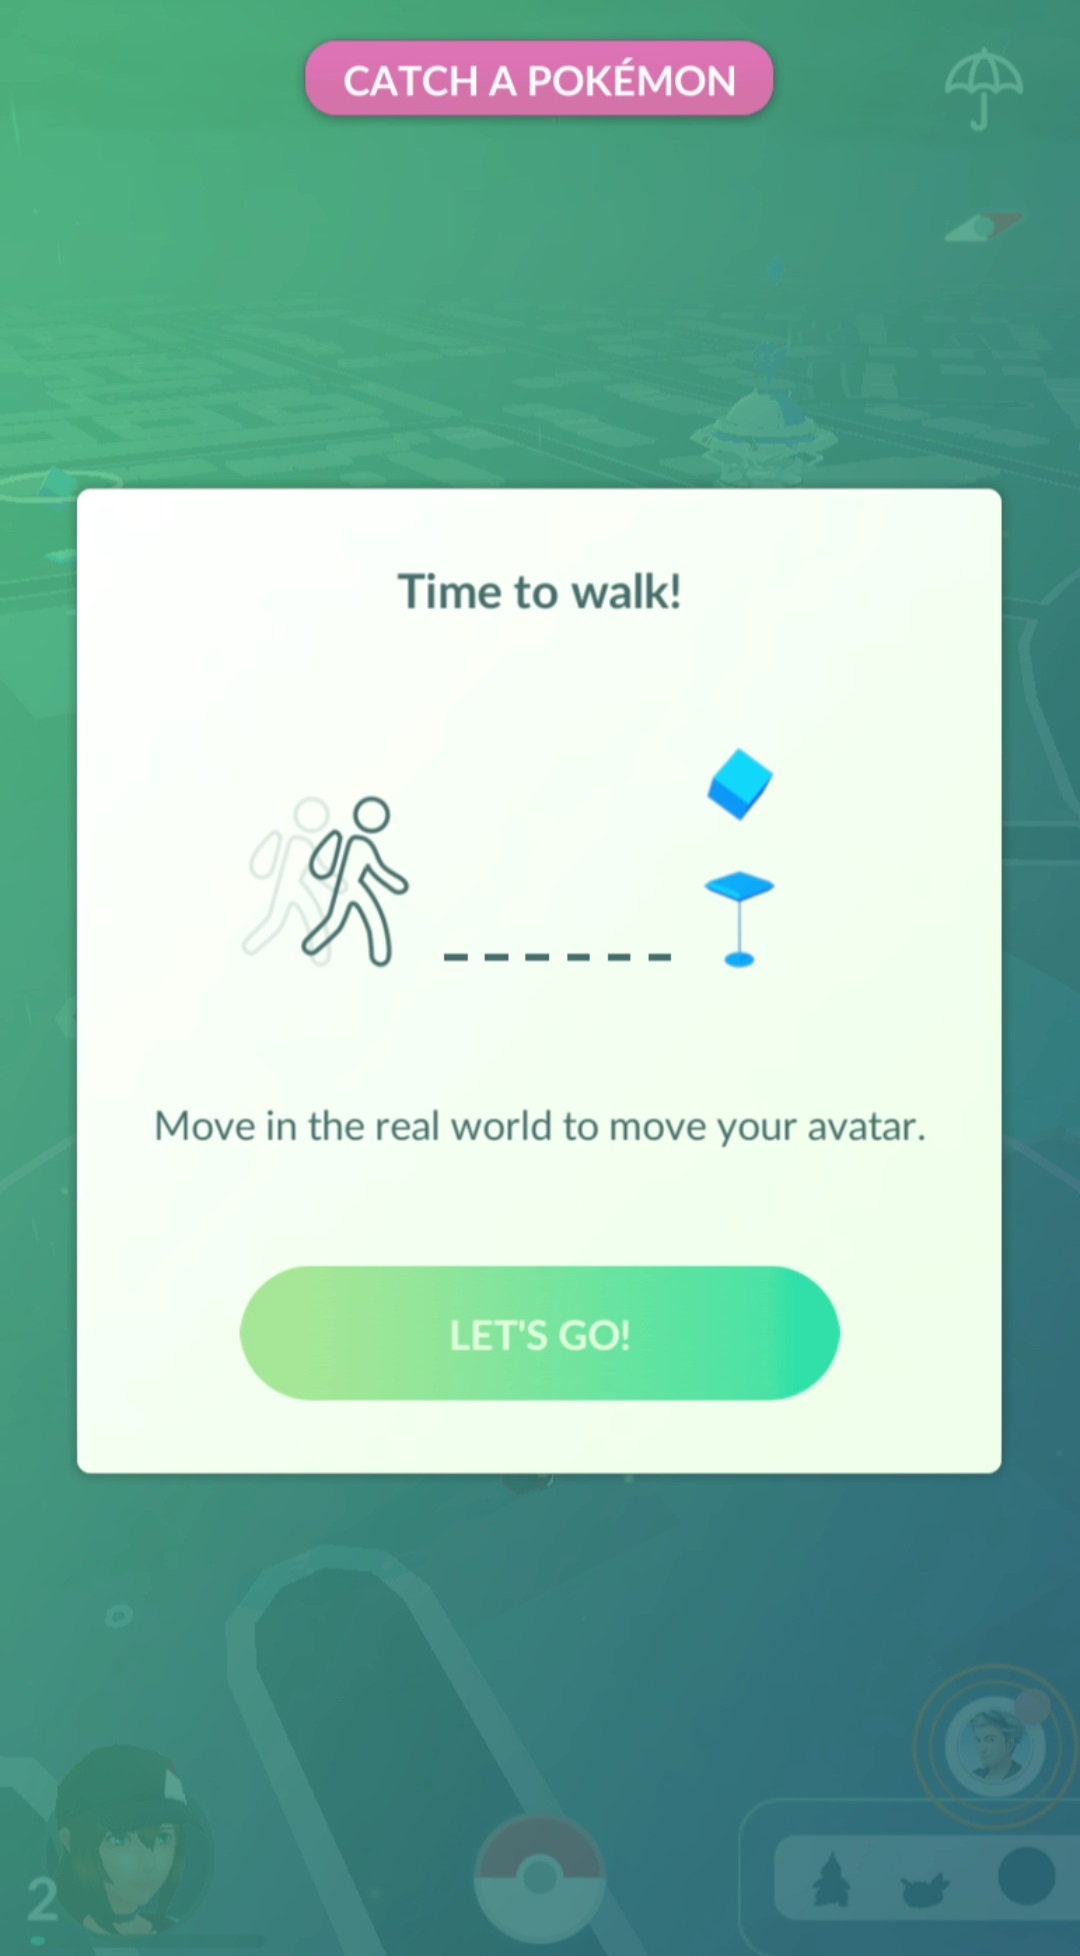 CATCH A POKÉMON
Time to walk!
Move in the real world to move your avatar.
LET'S GO!
2